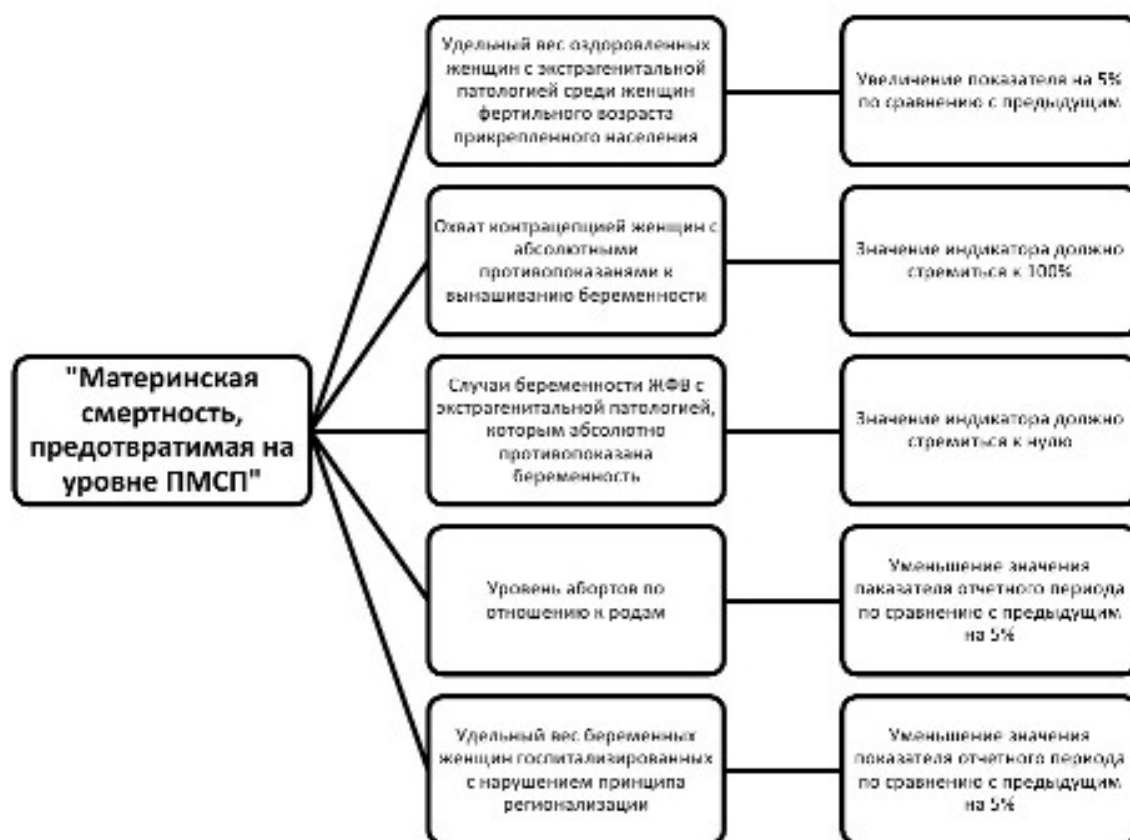 Удельный вес оздоровленных
женщин с экстрагенитальной
патологией среди женщин
фертильного возраста
прикрепленного населения
Увеличение показателя на 5%
по сравнению с предыдущим
Охват контрацепцией женщин с
абсолютными
противопоказанями к
вынашиванию беременности
Значение индикатора должно
стремиться к 100%
"Материнская
смертность,
предотвратимая на
уровне ПМСП"
Случаи беременности ЖФВ с
экстрагенитальной патологией,
которым абсолютно
противопоказана
беременность
Значение индикатора должно
стремиться к нулю
Уровень абортов по
отношению к родам
Уменьшение значения
паказателя отчетного периода
по сравнению с предыдущим
на 5%
Удельный вес беременных
женщин госпитализированных
с нарушением принципа
регионализации
Уменьшение значения
показателя отчетного периода
по сравнению с предыдущим
на 5%